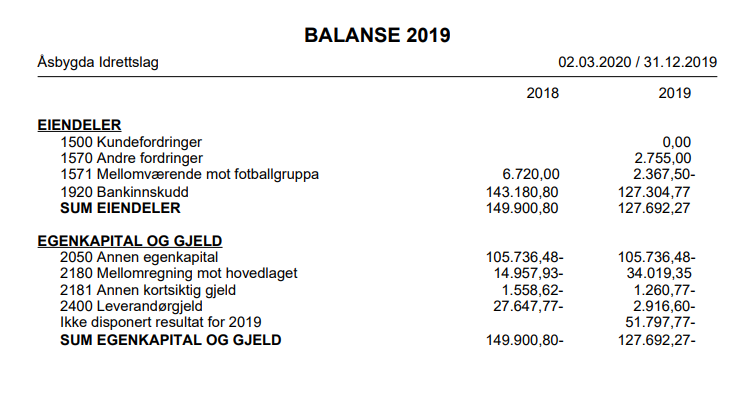 BALANSE 2019
Åsbygda Idrettslag 02.03.2020 / 31.12.2019
2018 2019
EIENDELER
1500 Kundefordringer 0,00
1570 Andre fordringer 2.755,00
1571 Mellomværende mot fotballgruppa 6.720,00 2.367,50-
1920 Bankinnskudd 143.180,80 127.304,77
SUM EIENDELER 149.900,80 127.692,27
EGENKAPITAL OG GJELD
2050 Annen egenkapital 105.736,48- 105.736,48-
2180 Mellomregning mot hovedlaget 14.957,93- 34.019,35
2181 Annen kortsiktig gjeld 1.558,62- 1.260,77-
2400 Leverandørgjeld 27.647,77- 2.916,60-
Ikke disponert resultat for 2019 51.797,77-
SUM EGENKAPITAL OG GJELD 149.900,80- 127.692,27-